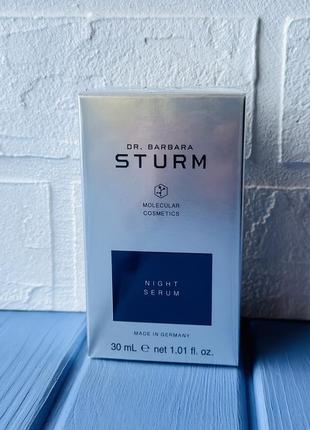 DR. BARBARA
STURM
MOLECULAR
COSMETICS
NIGHT
SERUM
MADE IN GERMANY
30 mL ℮ net 1.01 fl. oz.